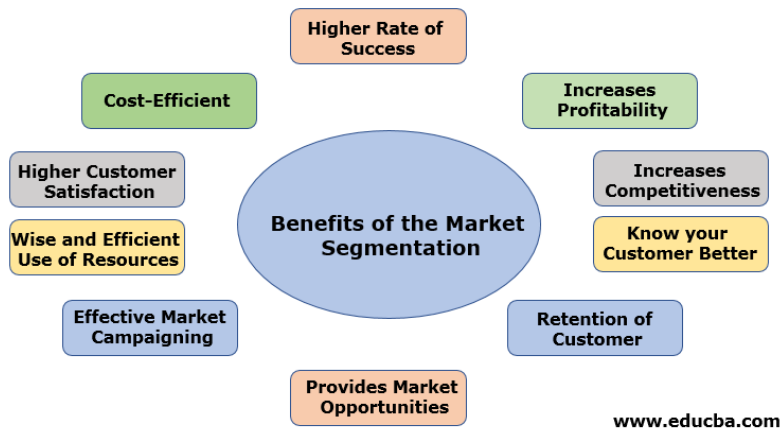 Higher Rate of
Success
Cost-Efficient
Increases
Profitability
Higher Customer
Satisfaction
Increases
Competitiveness
Benefits of the Market
Segmentation
Wise and Efficient
Use of Resources
Know your
Customer Better
Effective Market
Campaigning
Retention of
Customer
Provides Market
Opportunities
www.educba.com